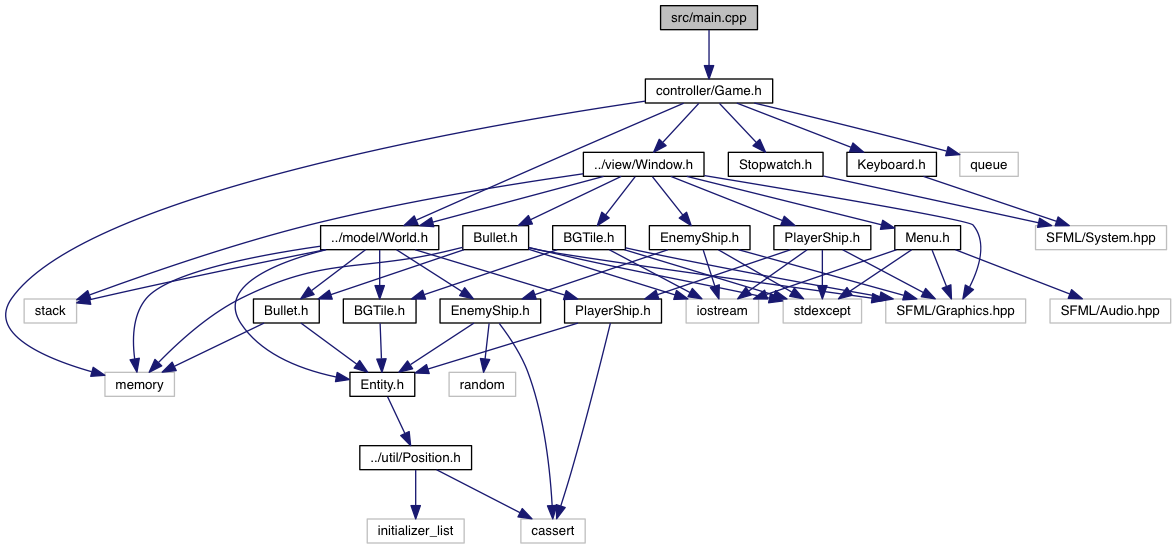 src/main.cpp
controller/Game.h
../view/Window.h
Stopwatch.h
Keyboard.h
queue
../model/World.h
Bullet.h
BGTile.h
EnemyShip.h
PlayerShip.h
Menu.h
SFML/System.hpp
stack
Bullet.h
BGTile.h
EnemyShip.h
PlayerShip.h
iostream
stdexcept
SFML/Graphics.hpp
SFML/Audio.hpp
memory
Entity.h
random
../util/Position.h
initializer_list
cassert